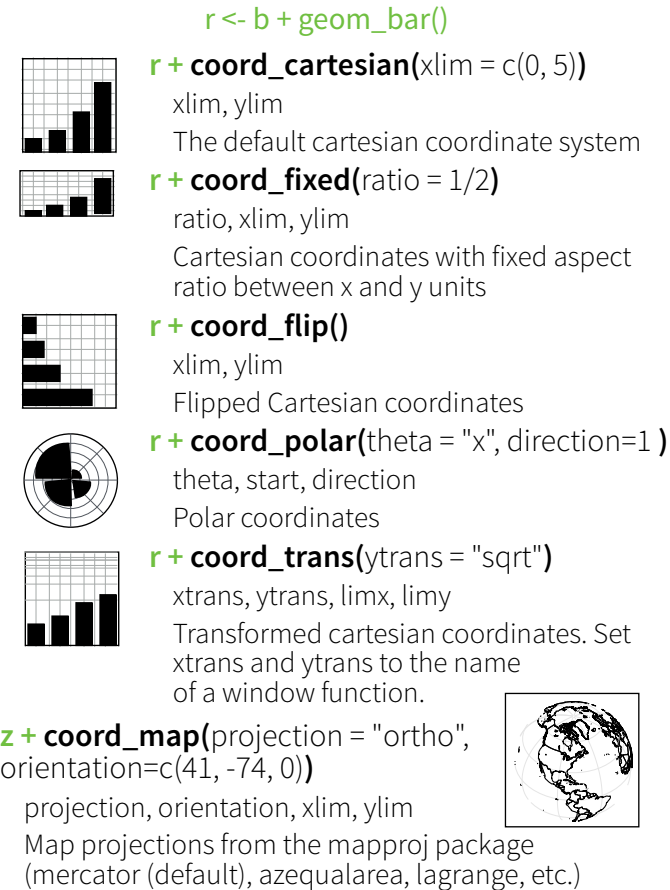 r <- b + geom_bar()
r + coord_cartesian(xlim = c(0, 5))
xlim, ylim
The default cartesian coordinate system
r + coord_fixed(ratio = 1/2)
ratio, xlim, ylim
Cartesian coordinates with fixed aspect
ratio between x and y units
r + coord_flip()
xlim, ylim
Flipped Cartesian coordinates
r + coord_polar(theta = "x", direction=1 )
theta, start, direction
Polar coordinates
r + coord_trans(ytrans = "sqrt")
xtrans, ytrans, limx, limy
Transformed cartesian coordinates. Set
xtrans and ytrans to the name
of a window function.
z + coord_map(projection = "ortho",
orientation=c(41, -74, 0))
projection, orientation, xlim, ylim
Map projections from the mapproj package
(mercator (default), azequalarea, lagrange, etc.)